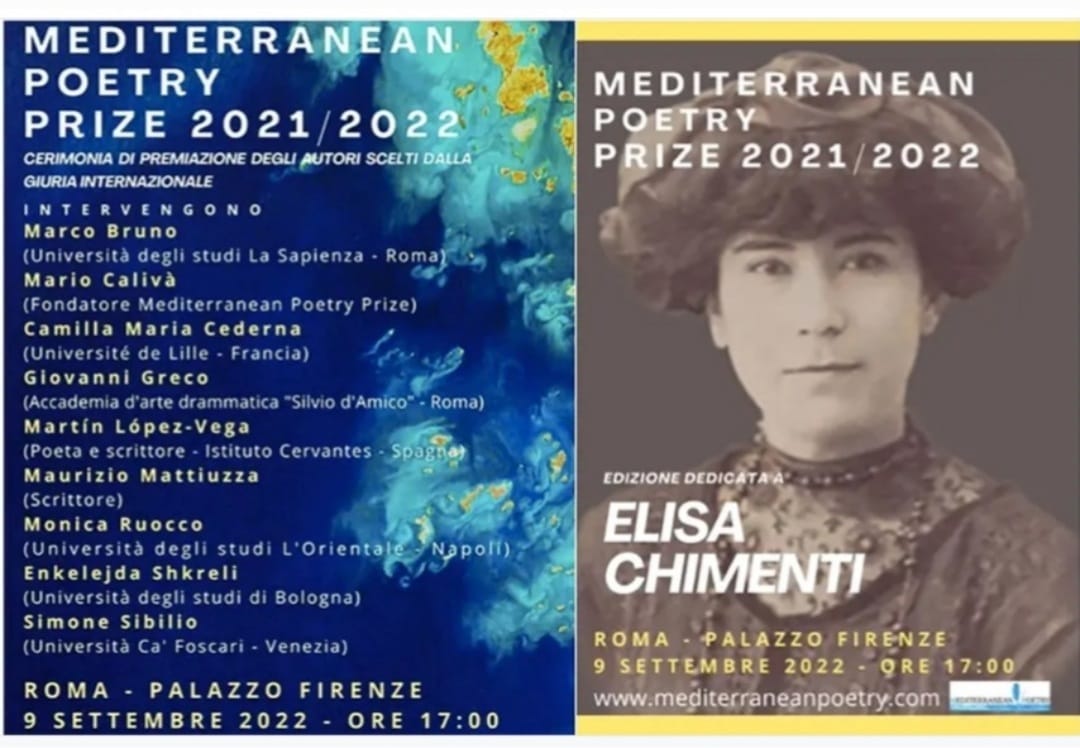 MEDITERRANEAN
POETRY
PRIZE 2021/2022
CERIMONIA DI PREMIAZIONE DEGLI AUTORI SCELTI DALLA
GIURIA INTERNAZIONALE
INTERVENGONO
Marco Bruno
(Università degli studi La Sapienza - Roma)
Mario Calivà
(Fondatore Mediterranean Poetry Prize)
Camilla Maria Cederna
(Université de Lille - Francia)
Giovanni Greco
(Accademia d'arte drammatica "Silvio d'Amico" - Roma)
Martín López-Vega
(Poeta e scrittore - Istituto Cervantes - Spagna)
Maurizio Mattiuzza
(Scrittore)
Monica Ruocco
(Università degli studi L'Orientale - Napoli)
Enkelejda Shkreli
(Università degli studi di Bologna)
Simone Sibilio
(Università Ca' Foscari - Venezia)
ROMA - PALAZZO FIRENZE
9 SETTEMBRE 2022 - ORE 17:00
MEDITERRANEAN
POETRY
PRIZE 2021/2022
EDIZIONE DEDICATA A'
ELISA
CHIMENTI
ROMA - PALAZZO FIRENZE
9 SETTEMBRE 2022 - ORE 17:00
www.mediterraneanpoetry.com
MEDITERRANEAN POETRY